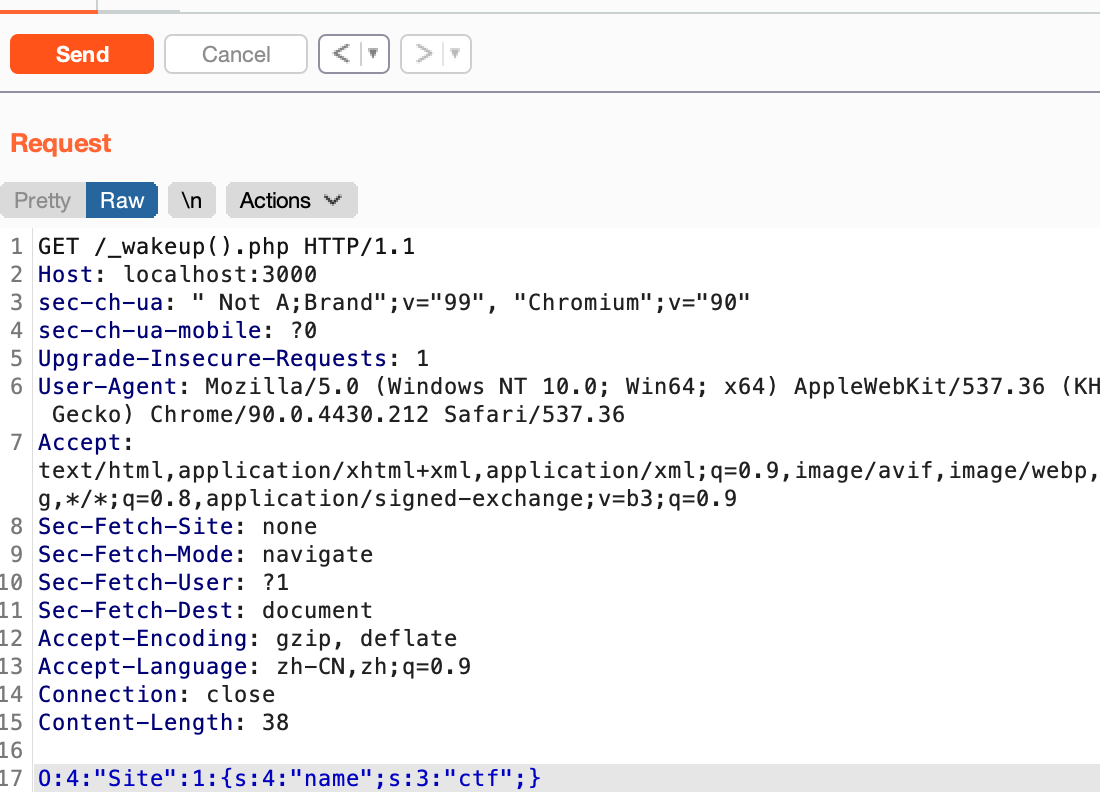 Send Cancel < ▼ > ▼
Request
Pretty Raw \n Actions
1 GET /_wakeup().php HTTP/1.1
2 Host: localhost:3000
3 sec-ch-ua: " Not A;Brand";v="99", "Chromium";v="90"
4 sec-ch-ua-mobile: ?0
5 Upgrade-Insecure-Requests: 1
6 User-Agent: Mozilla/5.0 (Windows NT 10.0; Win64; x64) AppleWebKit/537.36 (KH
Gecko) Chrome/90.0.4430.212 Safari/537.36
7 Accept:
text/html,application/xhtml+xml,application/xml;q=0.9,image/avif,image/webp,
g,*/*;q=0.8,application/signed-exchange;v=b3;q=0.9
8 Sec-Fetch-Site: none
9 Sec-Fetch-Mode: navigate
10 Sec-Fetch-User: ?1
11 Sec-Fetch-Dest: document
12 Accept-Encoding: gzip, deflate
13 Accept-Language: zh-CN,zh;q=0.9
14 Connection: close
15 Content-Length: 38
16
17 O:4:"Site":1:{s:4:"name";s:3:"ctf";}